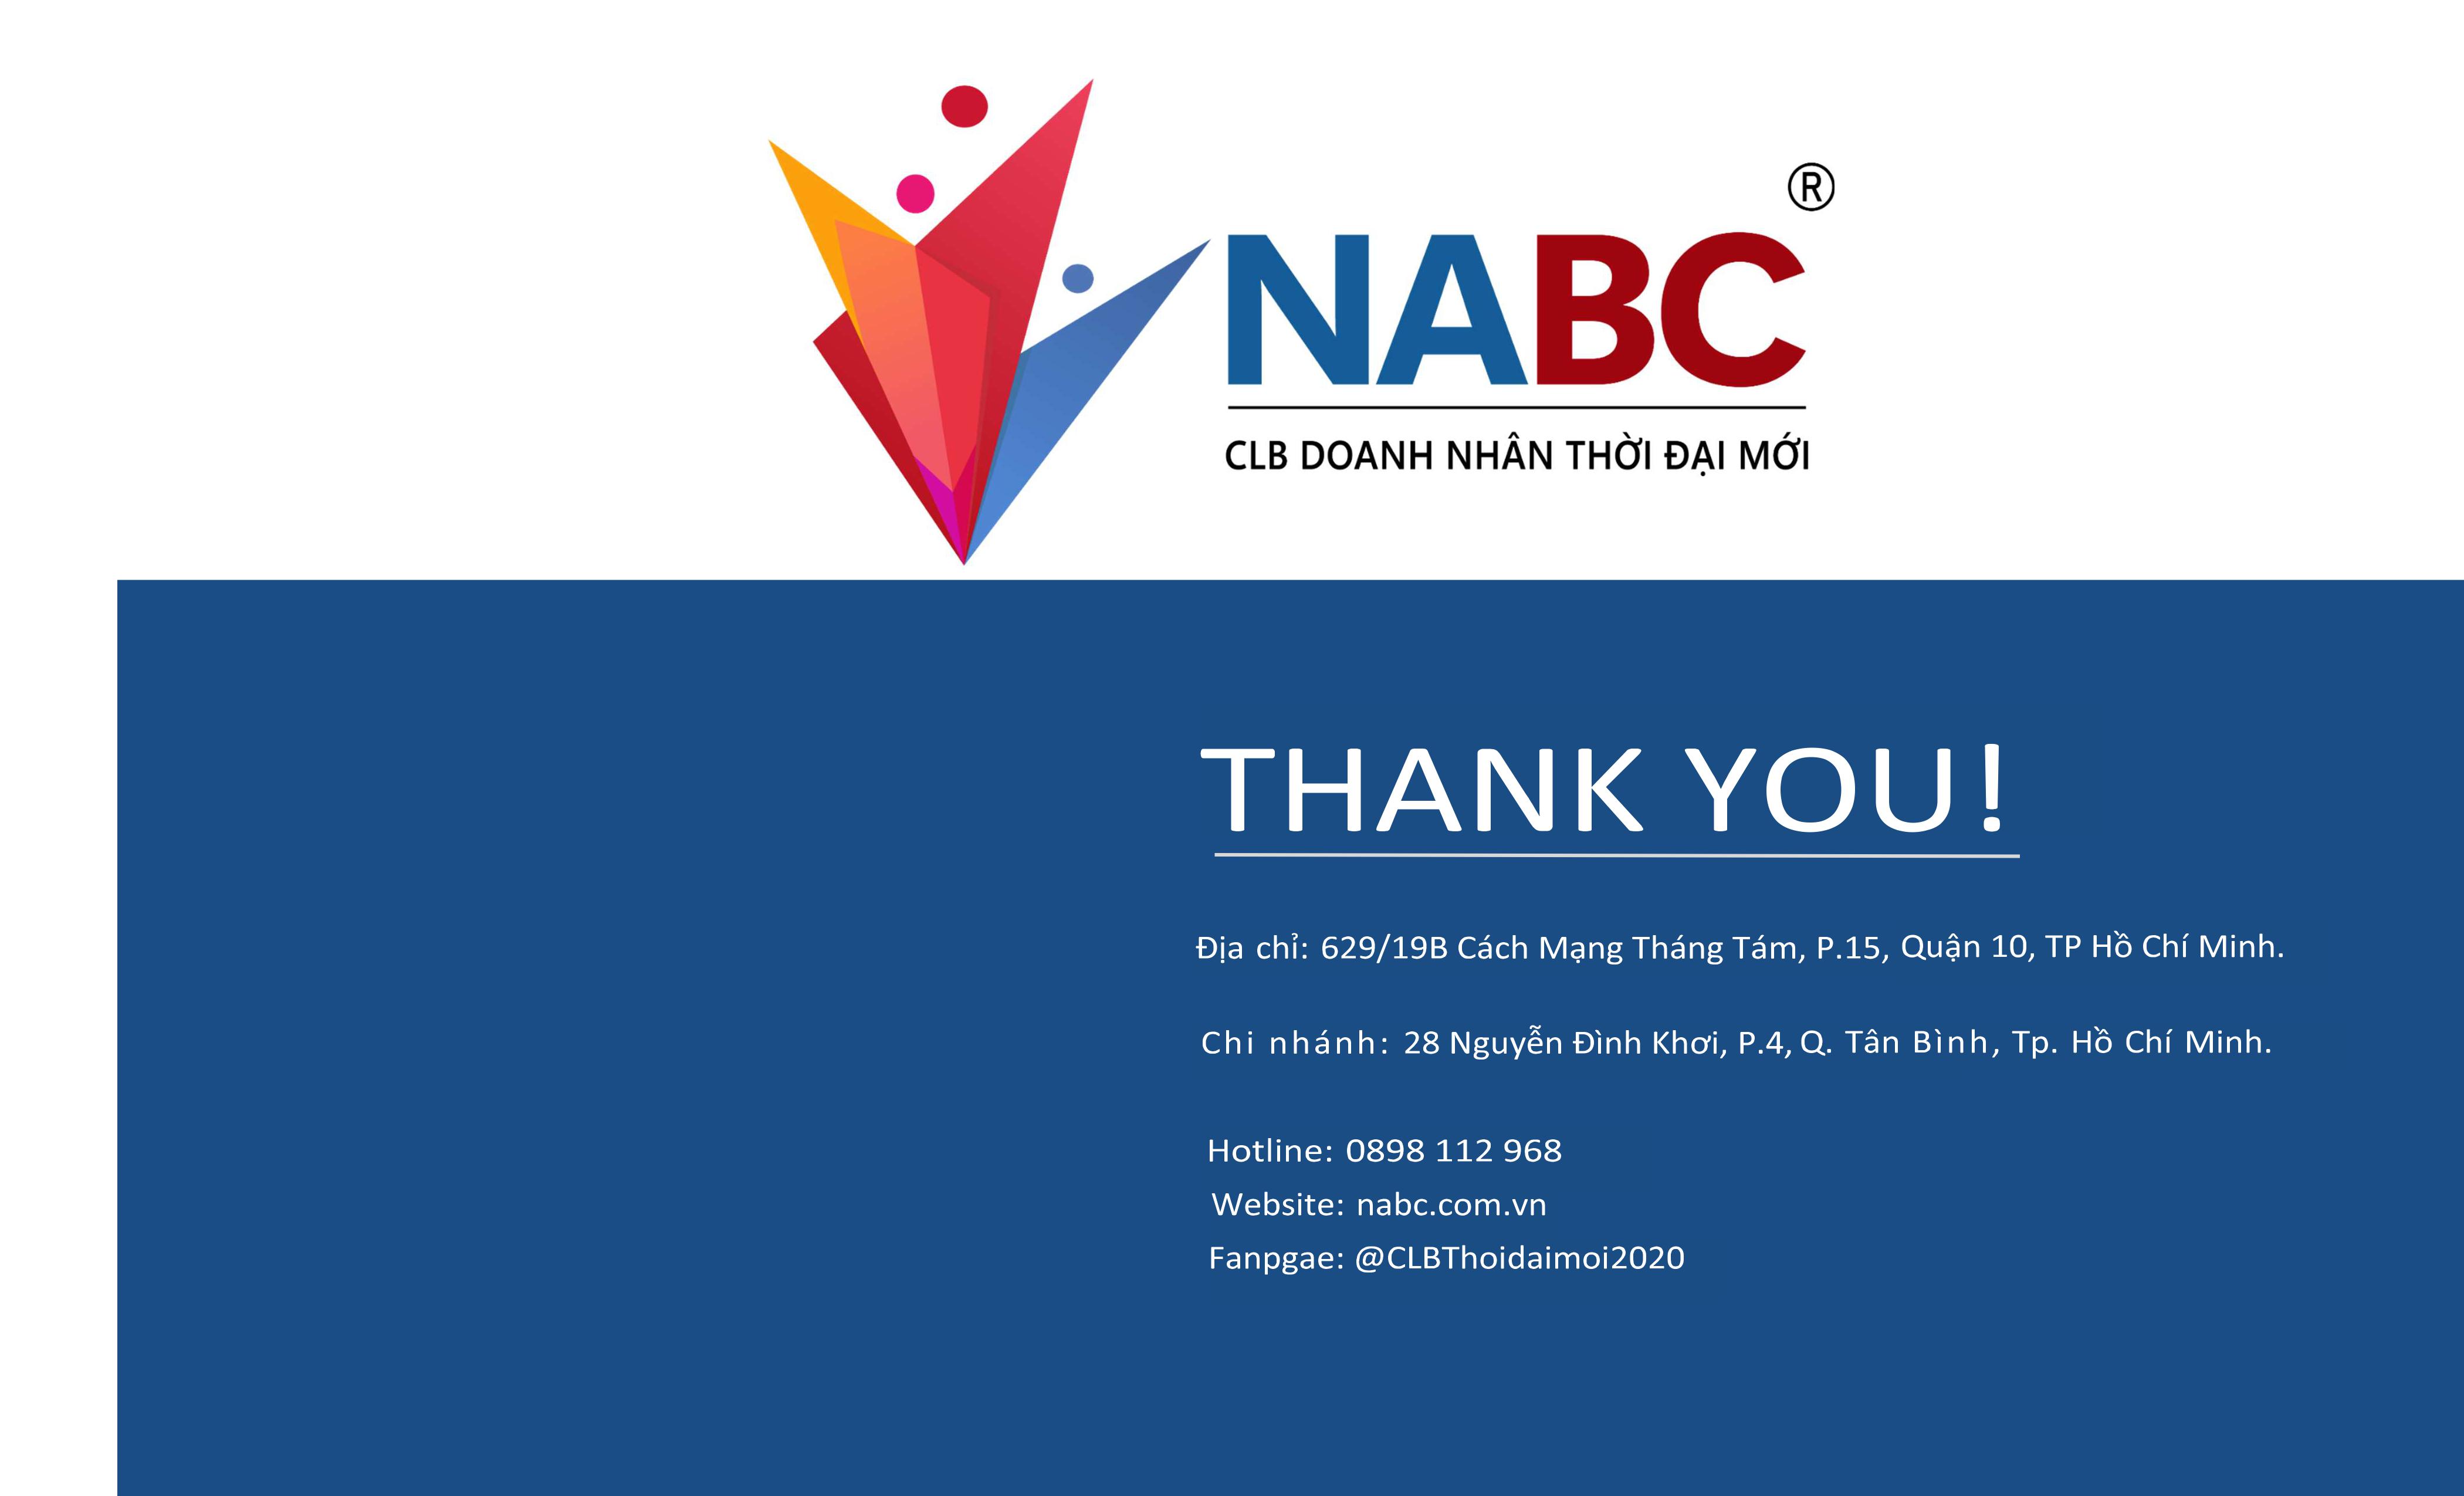 ®
NABC
CLB DOANH NHÂN THỜI ĐẠI MỚI
THANK YOU!
Địa chỉ: 629/19B Cách Mạng Tháng Tám, P.15, Quận 10, TP Hồ Chí Minh.
Chi nhánh: 28 Nguyễn Đình Khơi, P.4, Q. Tân Bình, Tp. Hồ Chí Minh.
Hotline: 0898 112 968
Website: nabc.com.vn
Fanpgae: @CLBThoidaimoi2020